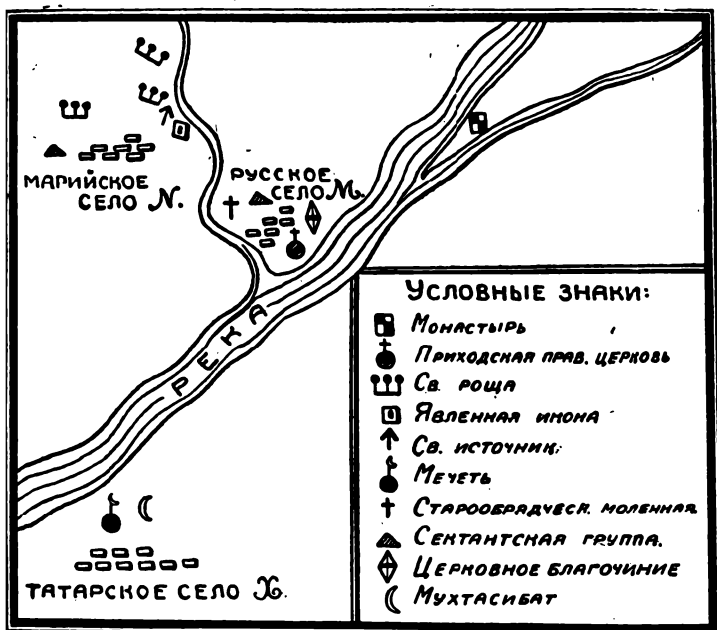 МАРИЙСКОЕ
СЕЛО N.
РУССКОЕ
СЕЛО М.
РЕКА
ТАТАРСКОЕ СЕЛО Х.
УСЛОВНЫЕ ЗНАКИ:
МОНАСТЫРЬ
ПРИХОДСКАЯ ПРАВ. ЦЕРКОВЬ
СВ. РОЩА
ЯВЛЕННАЯ ИКОНА
СВ. ИСТОЧНИК.
МЕЧЕТЬ
СТАРООБРАДЧЕСК. МОЛЕННАЯ
СЕКТАНТСКАЯ ГРУППА.
ЦЕРКОВНОЕ БЛАГОЧИНИЕ
МУХТАСИБАТ